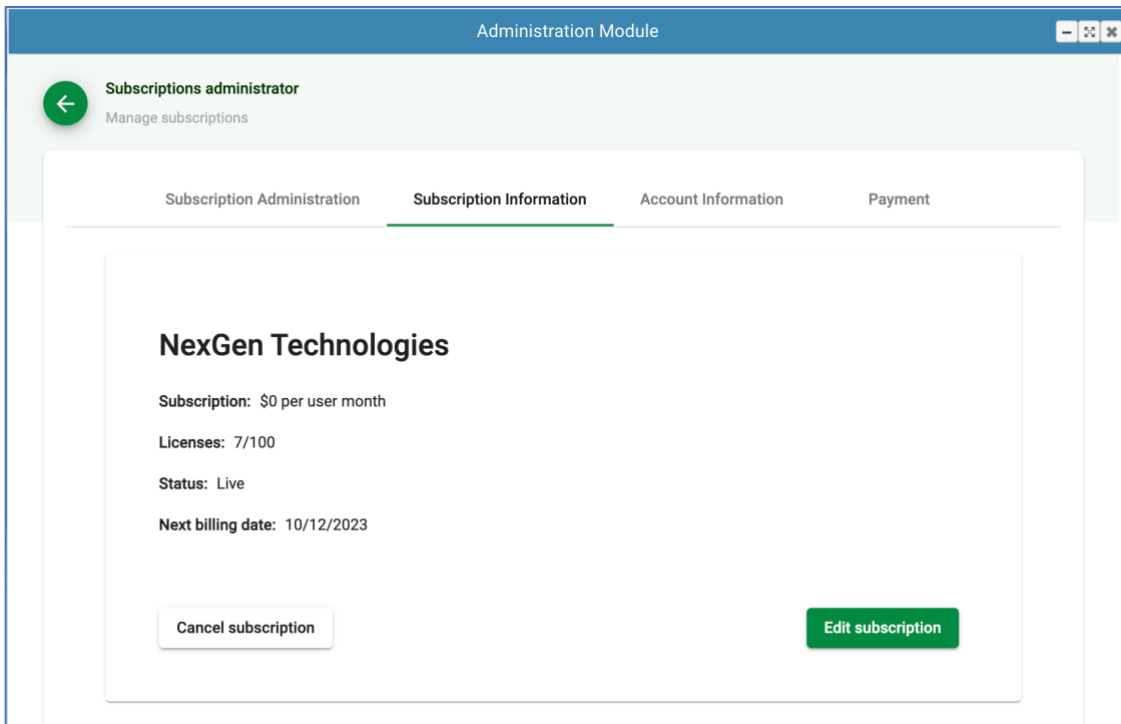 Administration Module
Subscriptions administrator
Manage subscriptions
Subscription Administration Subscription Information Account Information Payment
NexGen Technologies
Subscription: $0 per user month
Licenses: 7/100
Status: Live
Next billing date: 10/12/2023
Cancel subscription Edit subscription